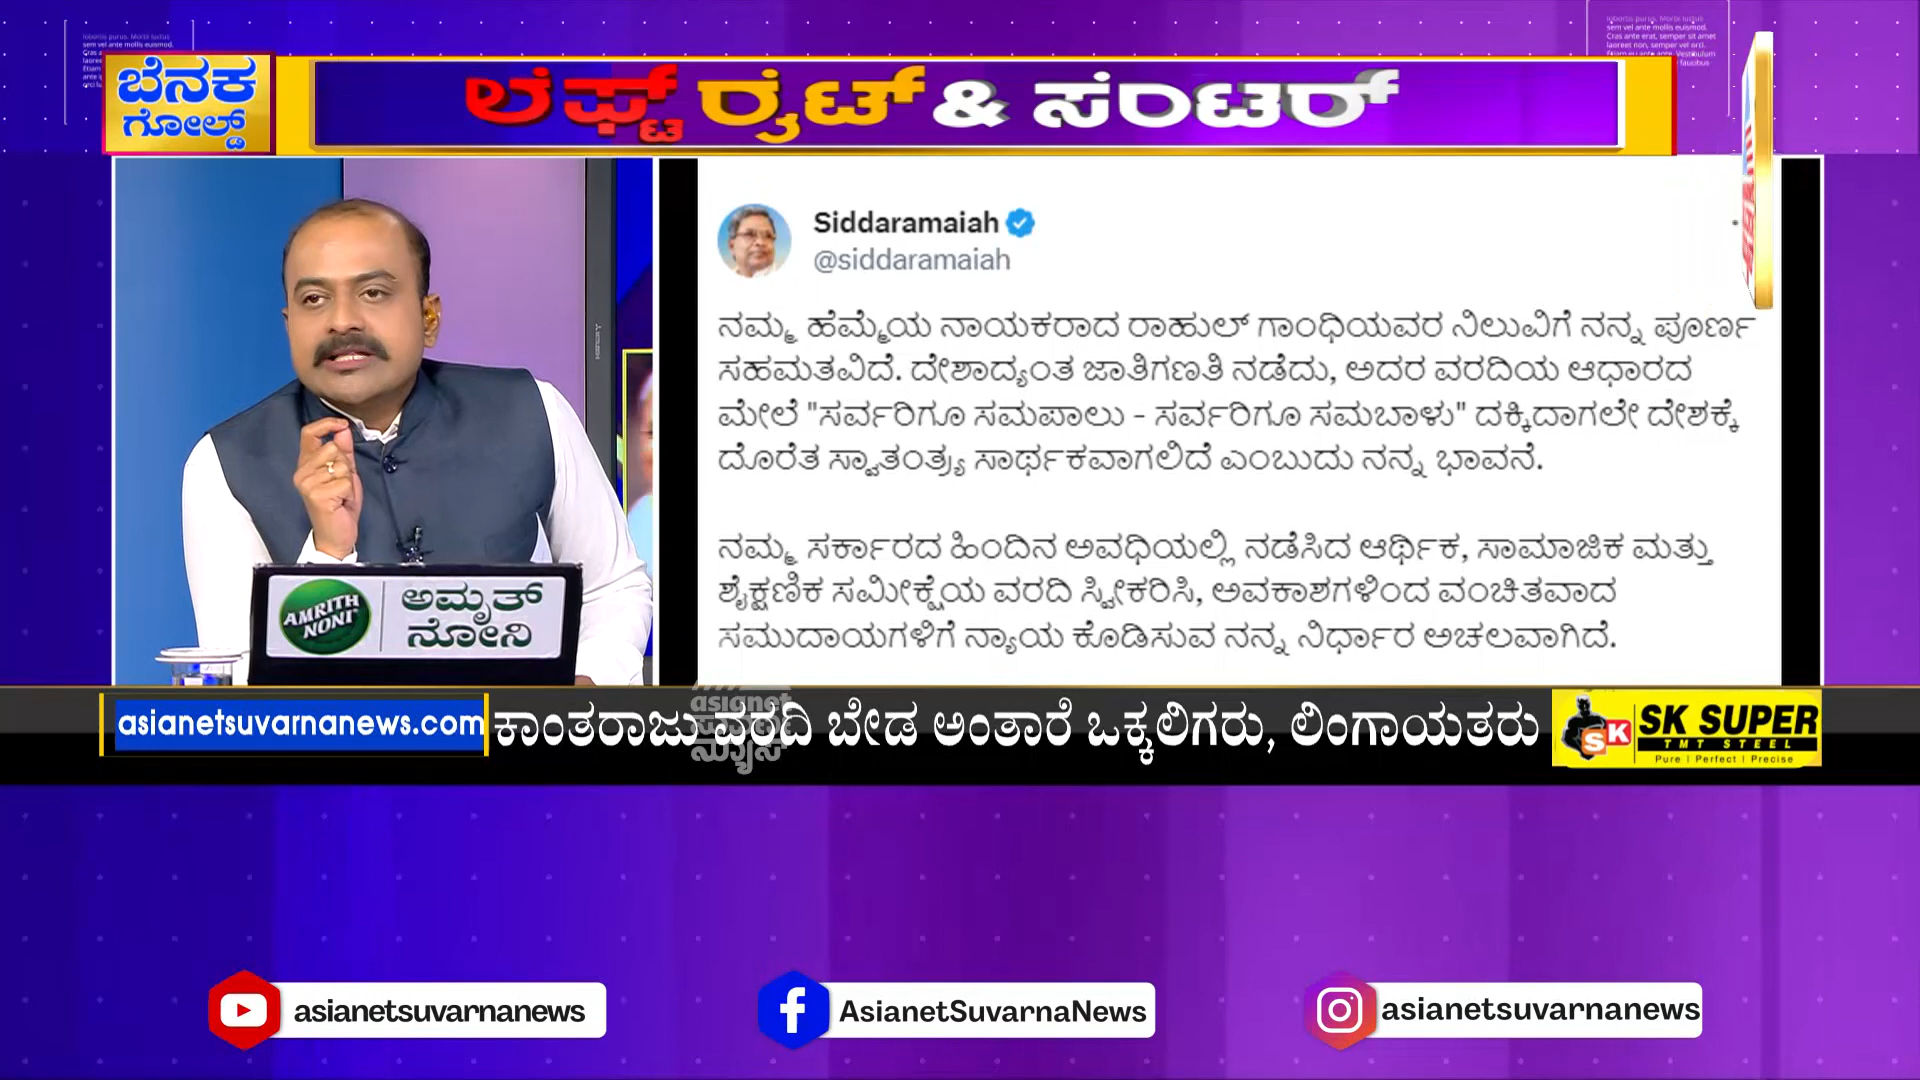 ಬೆನಕ
ಗೋಲ್ಡ್
ಲೆಫ್ಟ್ ರೈಟ್ & ಸೆಂಟರ್
Siddaramaiah
@siddaramaiah
ನಮ್ಮ ಹೆಮ್ಮೆಯ ನಾಯಕರಾದ ರಾಹುಲ್ ಗಾಂಧಿಯವರ ನಿಲುವಿಗೆ ನನ್ನ ಪೂರ್ಣ
ಸಹಮತವಿದೆ. ದೇಶಾದ್ಯಂತ ಜಾತಿಗಣತಿ ನಡೆದು, ಅದರ ವರದಿಯ ಆಧಾರದ
ಮೇಲೆ "ಸರ್ವರಿಗೂ ಸಮಪಾಲು - ಸರ್ವರಿಗೂ ಸಮಬಾಳು" ದಕ್ಕಿದಾಗಲೇ ದೇಶಕ್ಕೆ
ದೊರೆತ ಸ್ವಾತಂತ್ರ್ಯ ಸಾರ್ಥಕವಾಗಲಿದೆ ಎಂಬುದು ನನ್ನ ಭಾವನೆ.
ನಮ್ಮ ಸರ್ಕಾರದ ಹಿಂದಿನ ಅವಧಿಯಲ್ಲಿ ನಡೆಸಿದ ಆರ್ಥಿಕ, ಸಾಮಾಜಿಕ ಮತ್ತು
ಶೈಕ್ಷಣಿಕ ಸಮೀಕ್ಷೆಯ ವರದಿ ಸ್ವೀಕರಿಸಿ, ಅವಕಾಶಗಳಿಂದ ವಂಚಿತವಾದ
ಸಮುದಾಯಗಳಿಗೆ ನ್ಯಾಯ ಕೊಡಿಸುವ ನನ್ನ ನಿರ್ಧಾರ ಅಚಲವಾಗಿದೆ.
AMRITH
NONI
ಅಮೃತ್
ನೋನಿ
asianet
ಸುವರ್ಣ
ನ್ಯೂಸ್
asianetsuvarnanews.com
ಕಾಂತರಾಜು ವರದಿ ಬೇಡ ಅಂತಾರೆ ಒಕ್ಕಲಿಗರು, ಲಿಂಗಾಯತರು
SK
SK SUPER
TMT STEEL
Pure | Perfect | Precise
asianetsuvarnanews
AsianetSuvarnaNews
asianetsuvarnanews